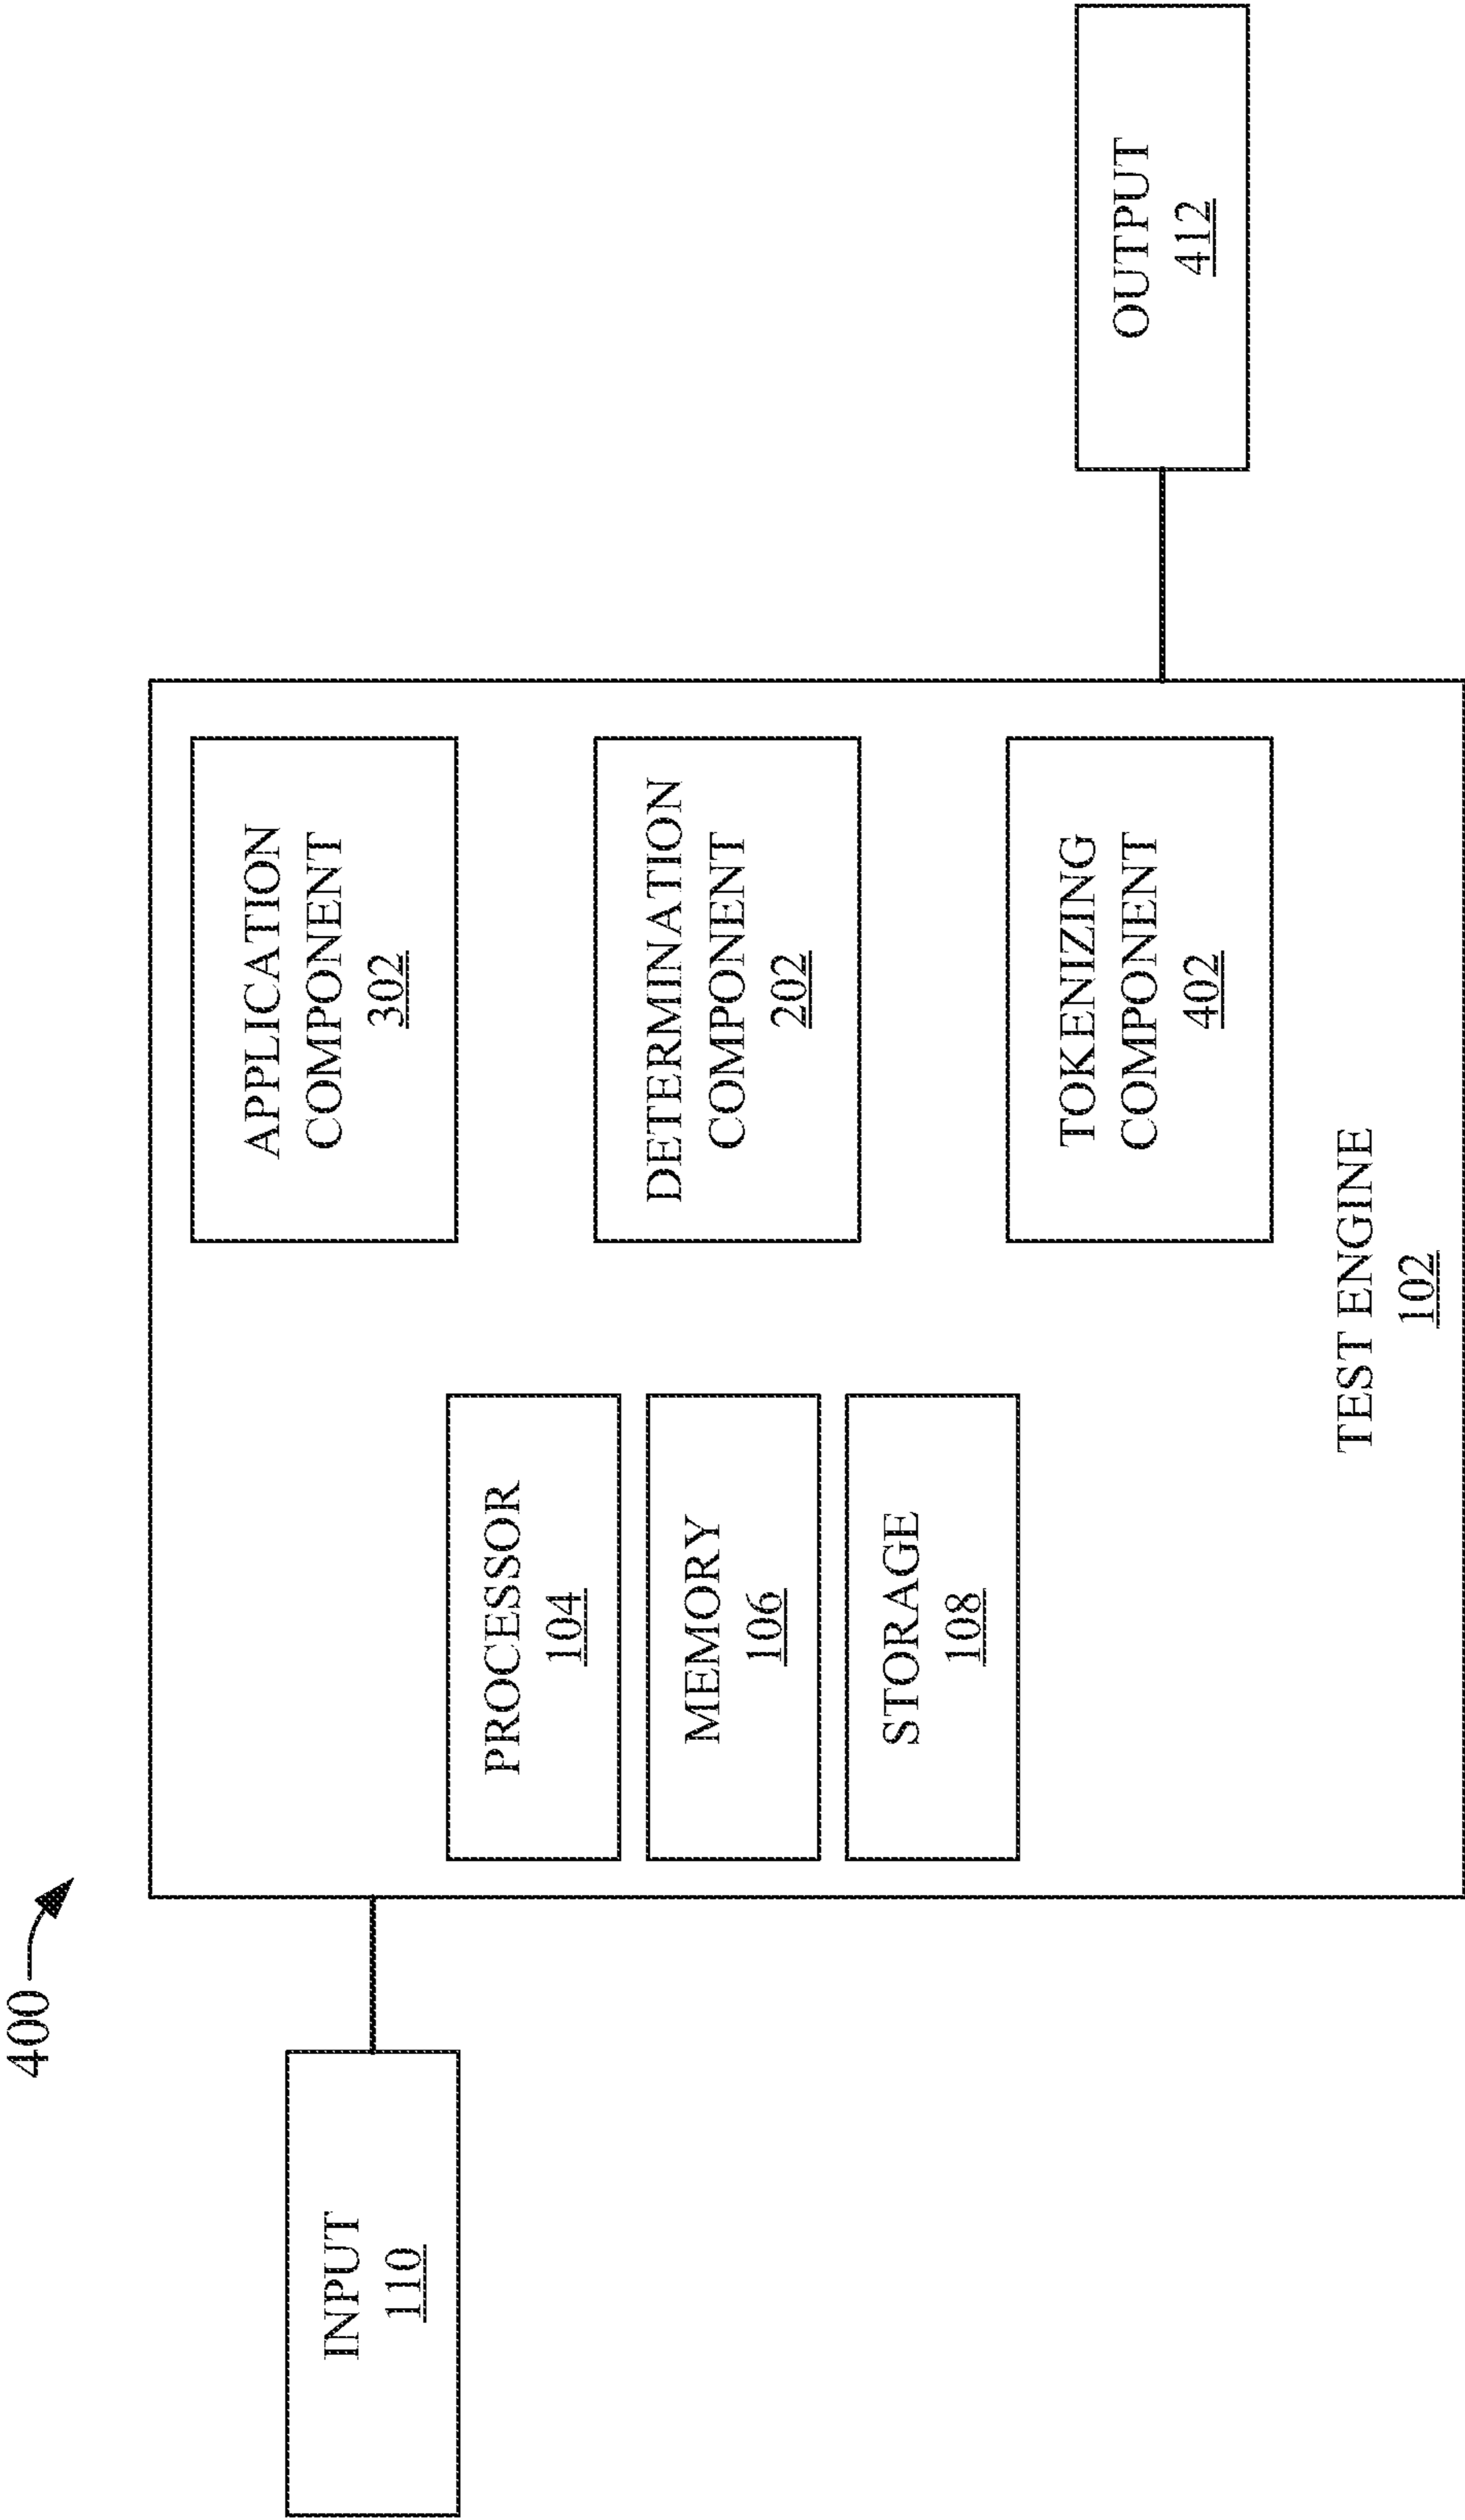 400
INPUT
110
PROCESSOR
104
MEMORY
106
STORAGE
108
APPLICATION
COMPONENT
302
DETERMINATION
COMPONENT
202
TOKENIZING
COMPONENT
402
TEST ENGINE
102
OUTPUT
412